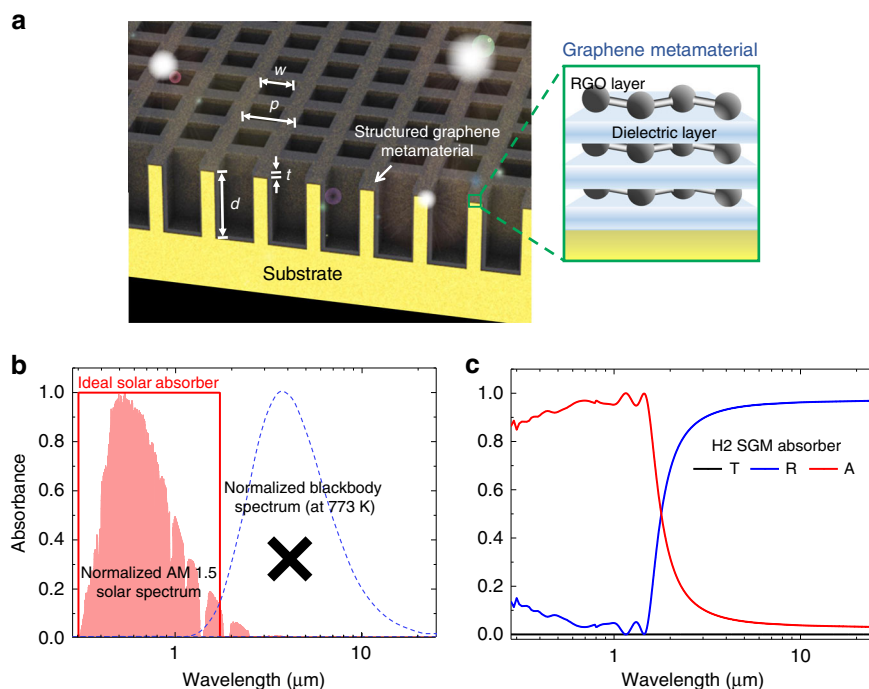 a
w
p
t
d
Structured graphene
metamaterial
Substrate
Graphene metamaterial
RGO layer
Dielectric layer
b
Ideal solar absorber
1.0
0.8
0.6
0.4
0.2
0.0
Absorbance
Normalized blackbody
spectrum (at 773 K)
Normalized AM 1.5
solar spectrum
1
10
Wavelength (μm)
c
1.0
0.8
0.6
0.4
0.2
0.0
H2 SGM absorber
T R A
1
10
Wavelength (μm)